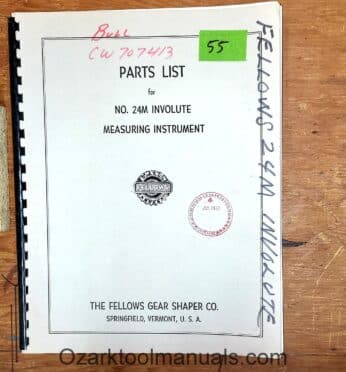 Bull
CW 707413
55
PARTS LIST
for
NO. 24M INVOLUTE
MEASURING INSTRUMENT
FELLOWS
THE FELLOWS GEAR SHAPER CO.
SPRINGFIELD, VERMONT, U. S. A.
FELLOWS 24M INVOLUTE
Ozarktoolmanuals.com